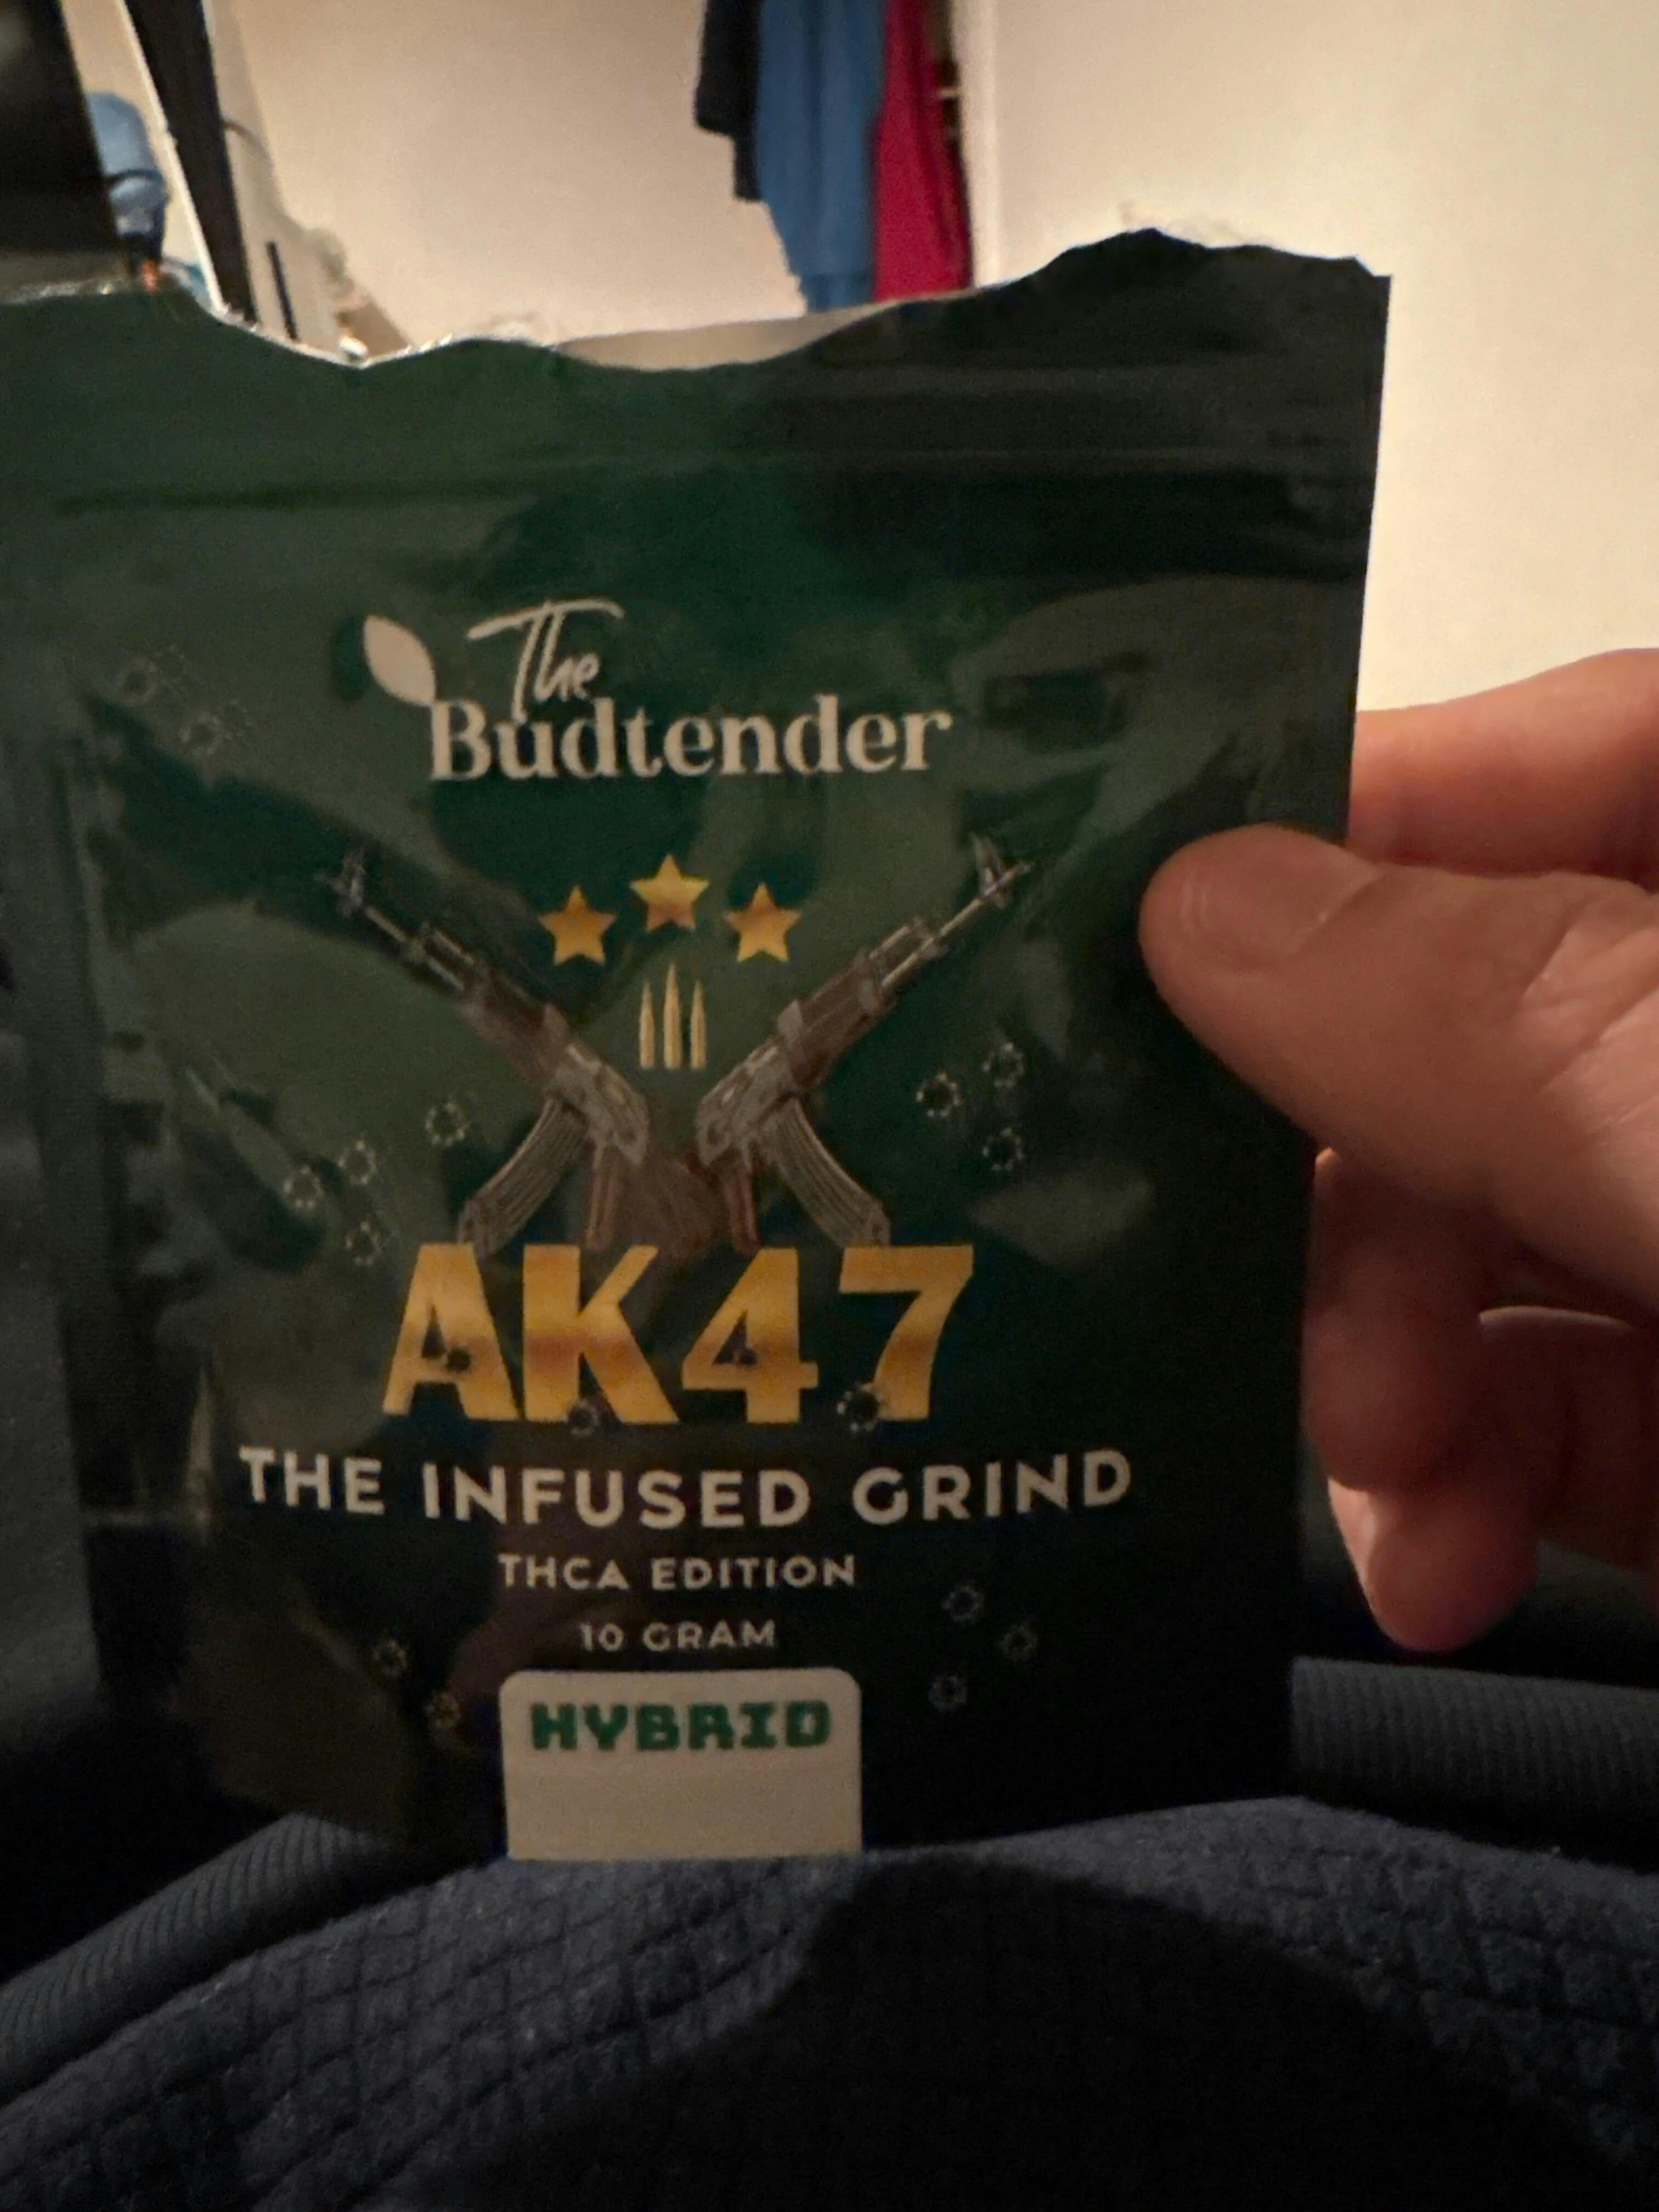 The
Budtender
AK47
THE INFUSED GRIND
THCA EDITION
10 GRAM
HYBRID